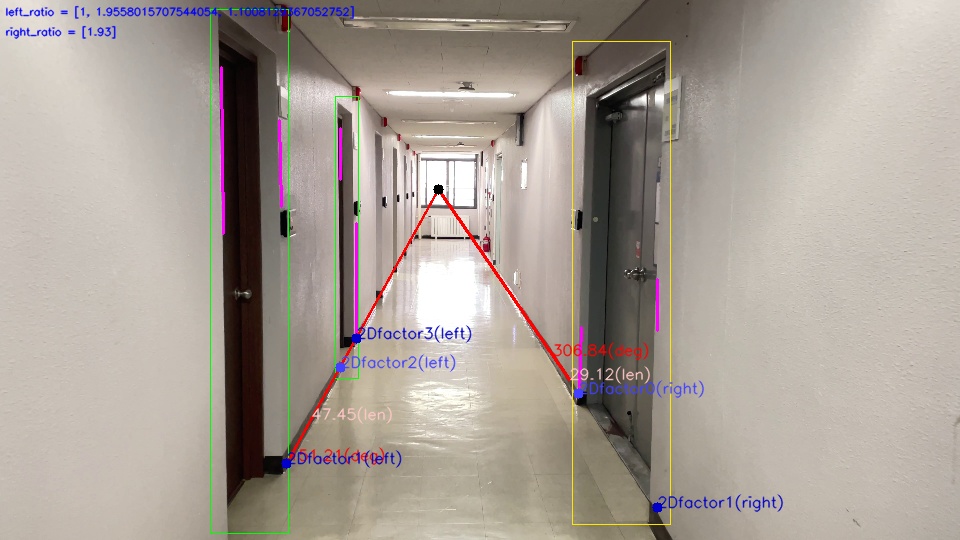 left_ratio = [1, 1.9558015707544054, 1.1008129367052752]
right_ratio = [1.93]
2Dfactor3(left)
306.84(deg)
2Dfactor2(left)
29.12(len)
2Dfactor0(right)
47.45(len)
2Dfactor1(left)
2Dfactor1(right)